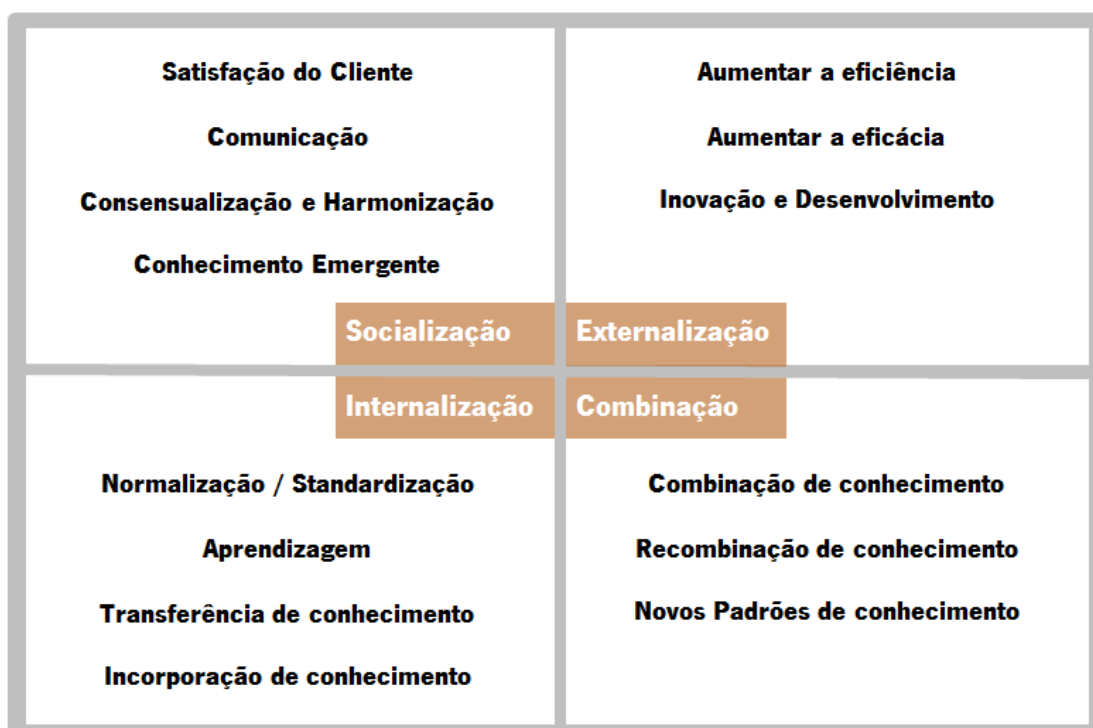 Satisfação do Cliente
Comunicação
Consensualização e Harmonização
Conhecimento Emergente
Socialização
Aumentar a eficiência
Aumentar a eficácia
Inovação e Desenvolvimento
Externalização
Internalização
Normalização / Standardização
Aprendizagem
Transferência de conhecimento
Incorporação de conhecimento
Combinação
Combinação de conhecimento
Recombinação de conhecimento
Novos Padrões de conhecimento